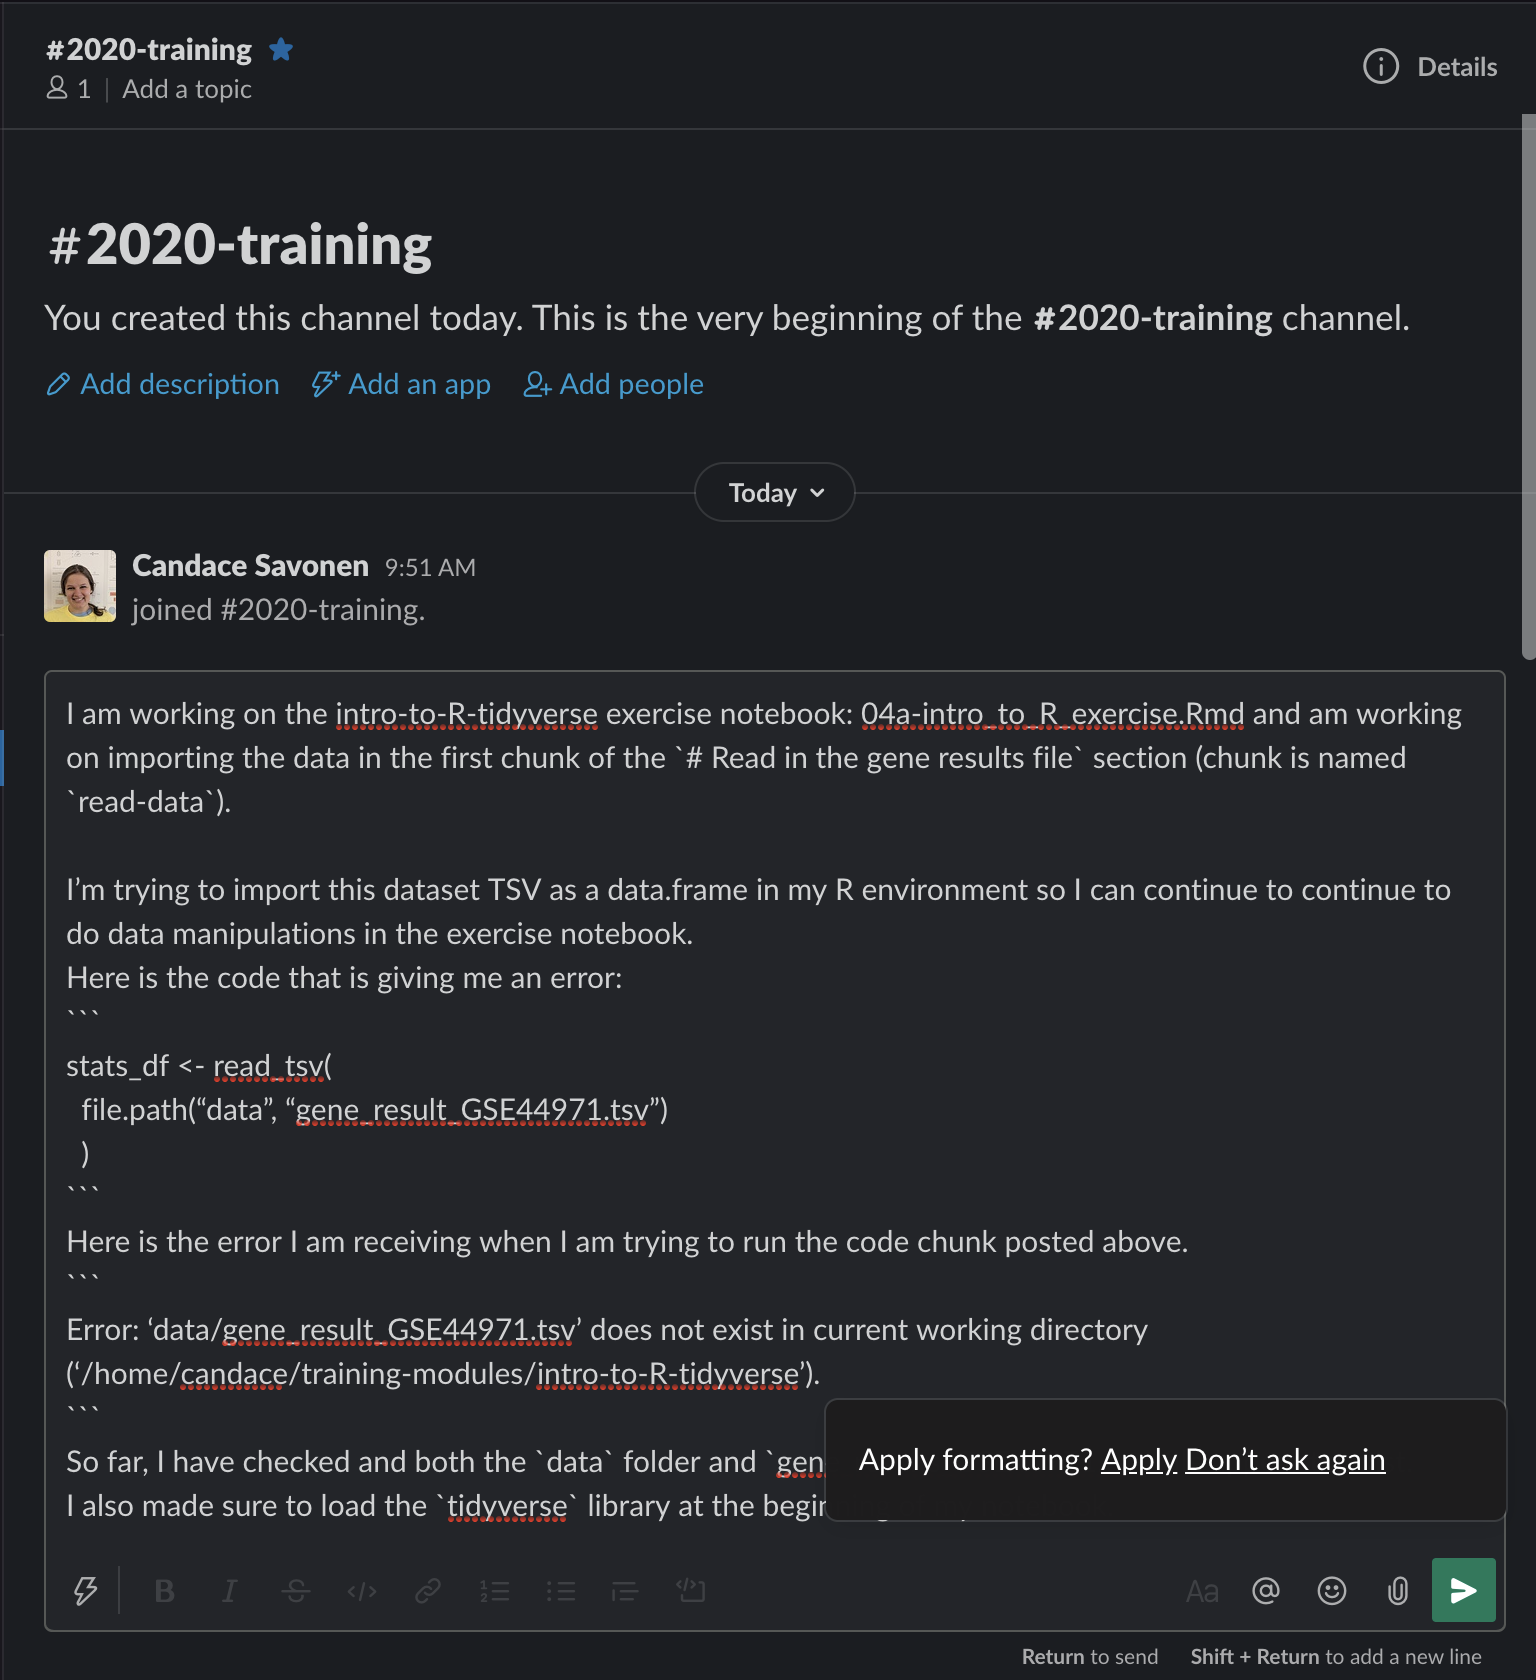 #2020-training
1 | Add a topic
Details
#2020-training
You created this channel today. This is the very beginning of the #2020-training channel.
Add description Add an app Add people
Today
Candace Savonen 9:51 AM
joined #2020-training.
I am working on the intro-to-R-tidyverse exercise notebook: 04a-intro_to_R_exercise.Rmd and am working
on importing the data in the first chunk of the `# Read in the gene results file` section (chunk is named
`read-data`).
I’m trying to import this dataset TSV as a data.frame in my R environment so I can continue to continue to
do data manipulations in the exercise notebook.
Here is the code that is giving me an error:
```
stats_df <- read_tsv(
file.path(“data”, “gene_result_GSE44971.tsv”)
)
```
Here is the error I am receiving when I am trying to run the code chunk posted above.
```
Error: ‘data/gene_result_GSE44971.tsv’ does not exist in current working directory
(‘/home/candace/training-modules/intro-to-R-tidyverse’).
```
So far, I have checked and both the `data` folder and `gen
I also made sure to load the `tidyverse` library at the begin
Apply formatting? Apply Don’t ask again
B I S </> Aa @
Return to send Shift + Return to add a new line